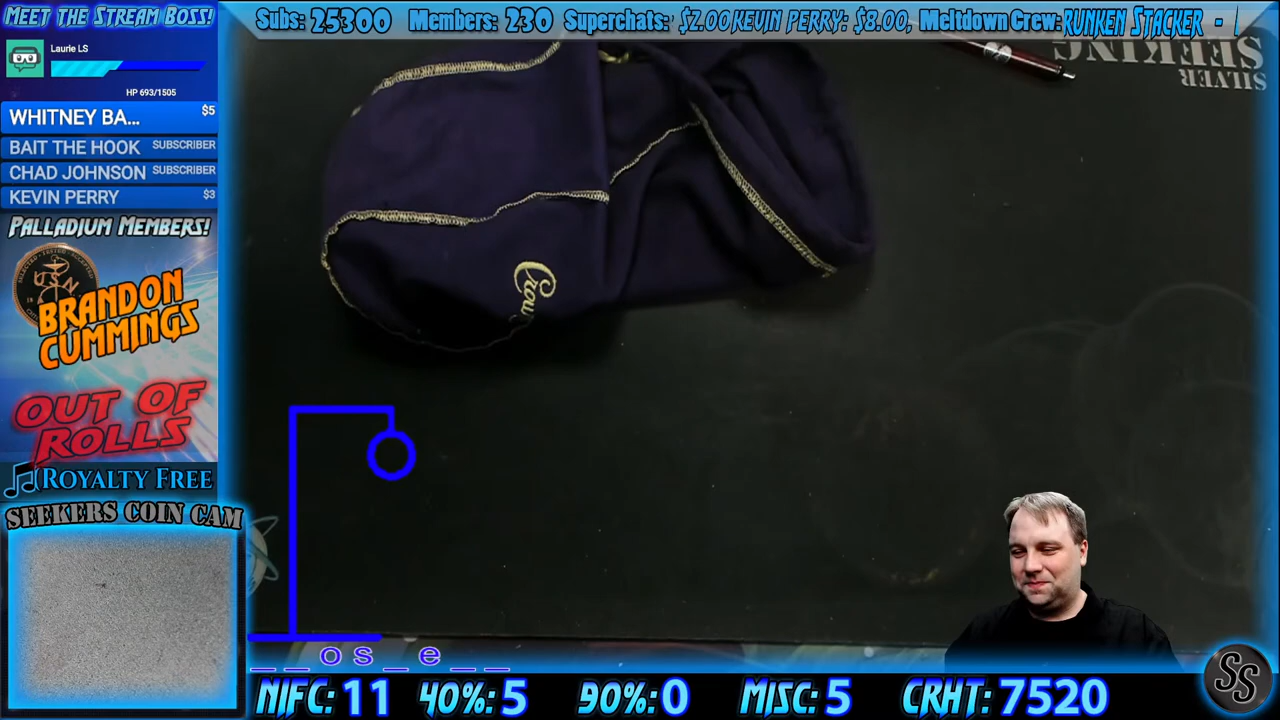 MEET THE STREAM BOSS!
Subs: 25300 Members: 230 Superchats: $2.00 KEVIN PERRY: $8.00, Meltdown Crew: RUNKEN STACKER -
Laurie LS
HP 693/1505
WHITNEY BA... $5
BAIT THE HOOK SUBSCRIBER
CHAD JOHNSON SUBSCRIBER
KEVIN PERRY $3
PALLADIUM MEMBERS!
BRANDON
CUMMINGS
OUT OF
ROLLS
ROYALTY FREE
SEEKERS COIN CAM
SILVER
SEEKING
Crow
_ _ o s _ e _ _
NIFC: 11 40%: 5 90%: 0 MISC: 5 CRHT: 7520
SS